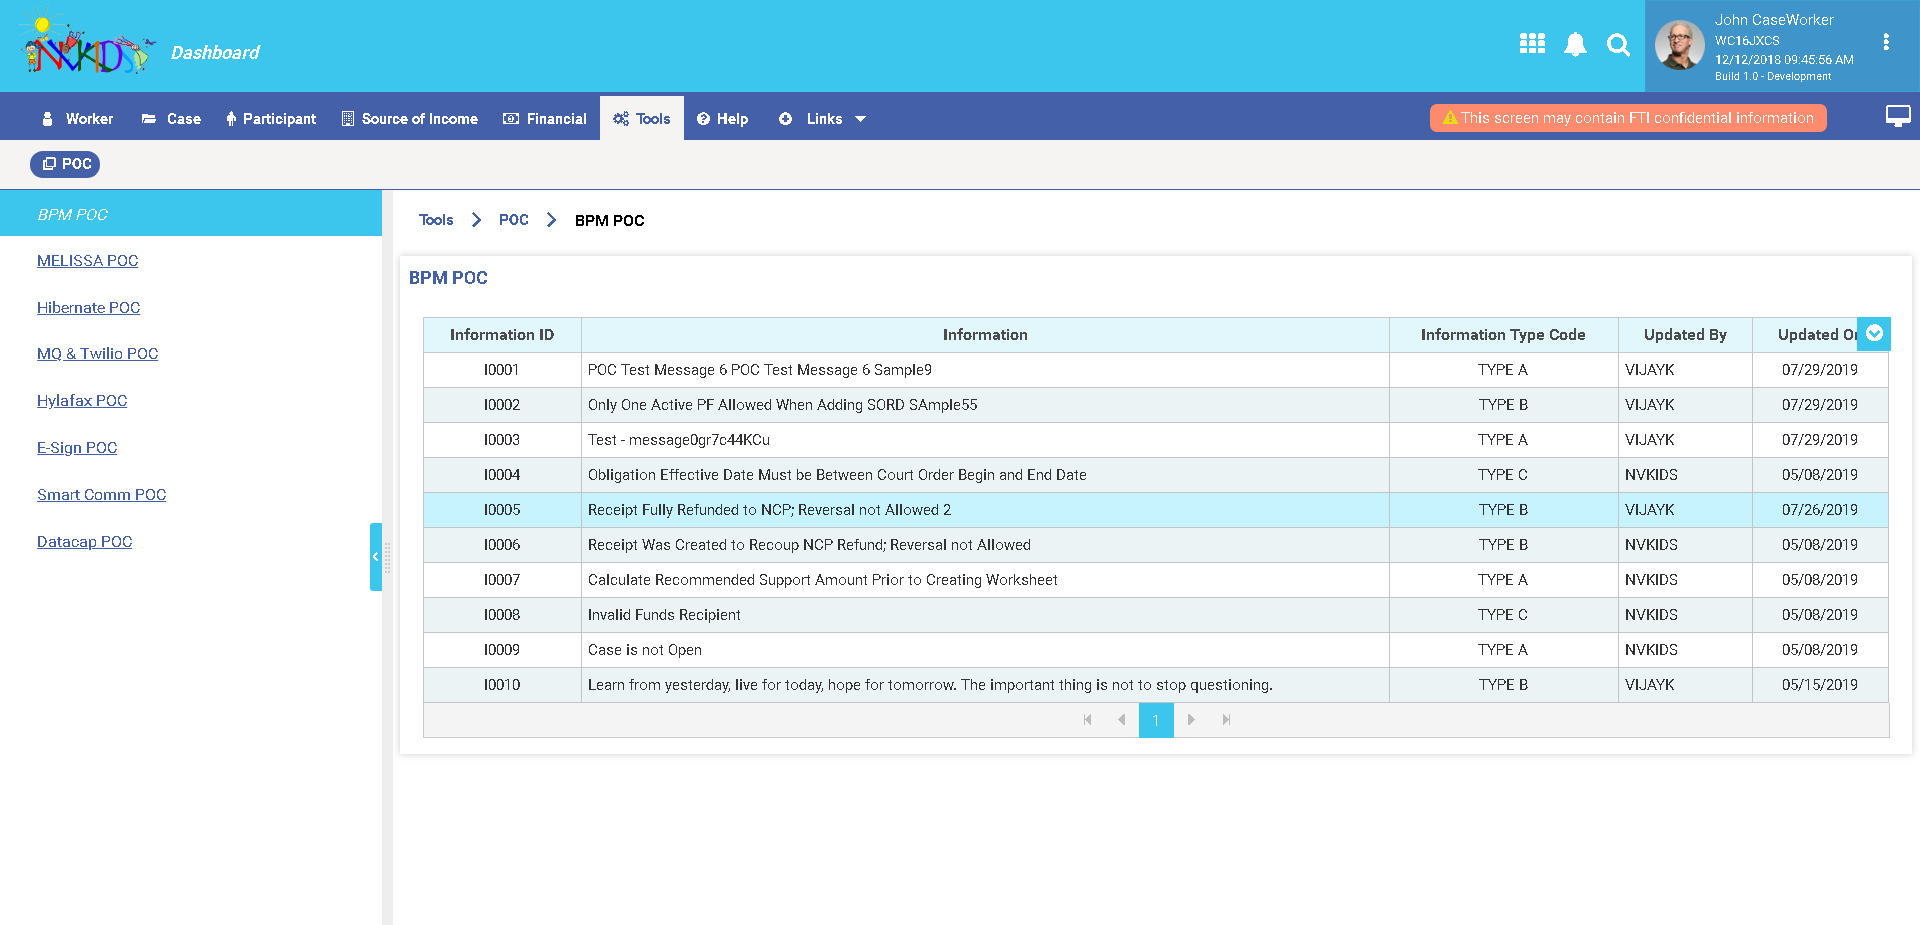 NVKIDS
Dashboard
John CaseWorker
WC16JXCS
12/12/2018 09:45:56 AM
Build 1.0 - Development
Worker Case Participant Source of Income Financial Tools Help Links
This screen may contain FTI confidential information
POC
BPM POC
MELISSA POC
Hibernate POC
MQ & Twilio POC
Hylafax POC
E-Sign POC
Smart Comm POC
Datacap POC
Tools POC BPM POC
BPM POC
Information ID Information Information Type Code Updated By Updated On
I0001 POC Test Message 6 POC Test Message 6 Sample9 TYPE A VIJAYK 07/29/2019
I0002 Only One Active PF Allowed When Adding SORD SAmple55 TYPE B VIJAYK 07/29/2019
I0003 Test - message0gr7c44KCu TYPE A VIJAYK 07/29/2019
I0004 Obligation Effective Date Must be Between Court Order Begin and End Date TYPE C NVKIDS 05/08/2019
I0005 Receipt Fully Refunded to NCP; Reversal not Allowed 2 TYPE B VIJAYK 07/26/2019
I0006 Receipt Was Created to Recoup NCP Refund; Reversal not Allowed TYPE B NVKIDS 05/08/2019
I0007 Calculate Recommended Support Amount Prior to Creating Worksheet TYPE A NVKIDS 05/08/2019
I0008 Invalid Funds Recipient TYPE C NVKIDS 05/08/2019
I0009 Case is not Open TYPE A NVKIDS 05/08/2019
I0010 Learn from yesterday, live for today, hope for tomorrow. The important thing is not to stop questioning. TYPE B VIJAYK 05/15/2019
1